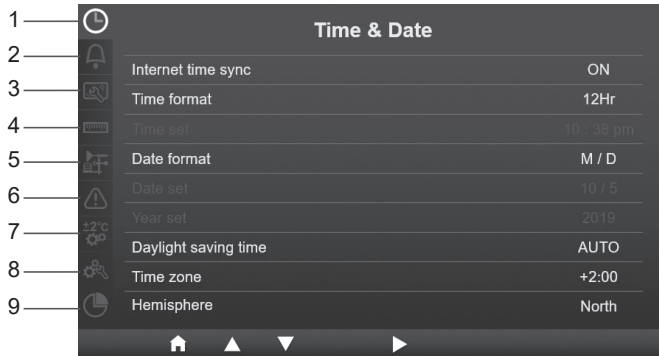 Time & Date
1
2
3
4
5
6
7
8
9
±2°C
Internet time sync ON
Time format 12Hr
Time set 10 : 38 pm
Date format M / D
Date set 10 / 5
Year set 2019
Daylight saving time AUTO
Time zone +2:00
Hemisphere North